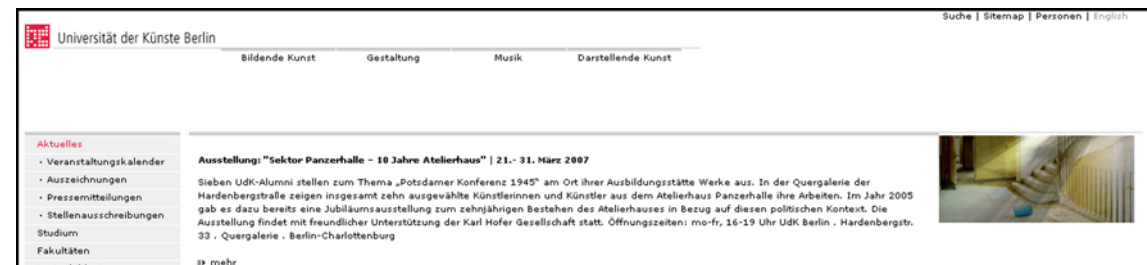 Suche | Sitemap | Personen | English
Universität der Künste Berlin
Bildende Kunst Gestaltung Musik Darstellende Kunst
Aktuelles
· Veranstaltungskalender
· Auszeichnungen
· Pressemitteilungen
· Stellenausschreibungen
Studium
Fakultäten
Ausstellung: "Sektor Panzerhalle – 10 Jahre Atelierhaus" | 21.- 31. März 2007
Sieben UdK-Alumni stellen zum Thema „Potsdamer Konferenz 1945“ am Ort ihrer Ausbildungsstätte Werke aus. In der Quergalerie der
Hardenbergstraße zeigen insgesamt zehn ausgewählte Künstlerinnen und Künstler aus dem Atelierhaus Panzerhalle ihre Arbeiten. Im Jahr 2005
gab es dazu bereits eine Jubiläumsausstellung zum zehnjährigen Bestehen des Atelierhauses in Bezug auf diesen politischen Kontext. Die
Ausstellung findet mit freundlicher Unterstützung der Karl Hofer Gesellschaft statt. Öffnungszeiten: mo-fr, 16-19 Uhr UdK Berlin . Hardenbergstr.
33 . Quergalerie . Berlin-Charlottenburg
mehr